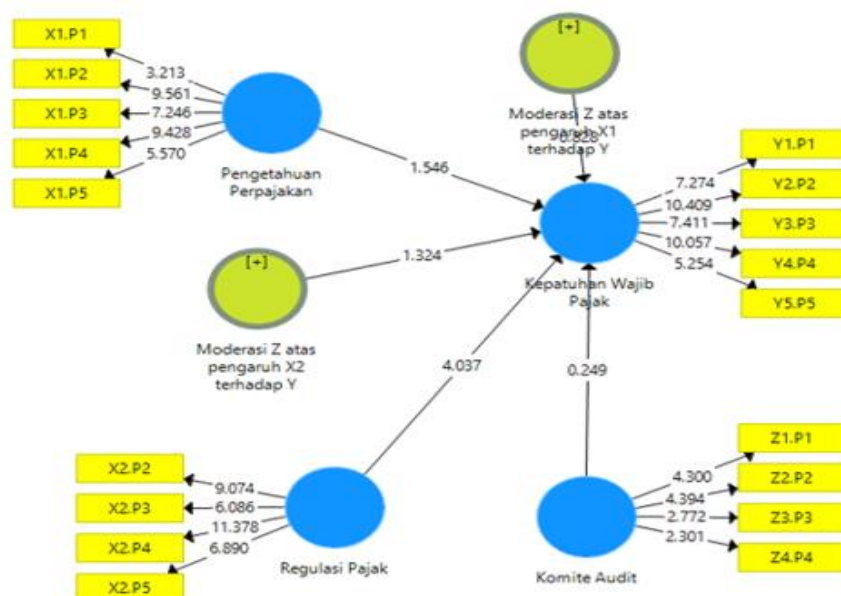 X1.P1
X1.P2
X1.P3
X1.P4
X1.P5
3.213
9.561
7.246
9.428
5.570
Pengetahuan
Perpajakan
1.546
[+]
Moderasi Z atas
pengaruh X1
terhadap Y
0.828
Y1.P1
Y2.P2
Y3.P3
Y4.P4
Y5.P5
7.274
10.409
7.411
10.057
5.254
Kepatuhan Wajib
Pajak
[+]
1.324
Moderasi Z atas
pengaruh X2
terhadap Y
4.037
0.249
X2.P2
X2.P3
X2.P4
X2.P5
9.074
6.086
11.378
6.890
Regulasi Pajak
Z1.P1
Z2.P2
Z3.P3
Z4.P4
4.300
4.394
2.772
2.301
Komite Audit